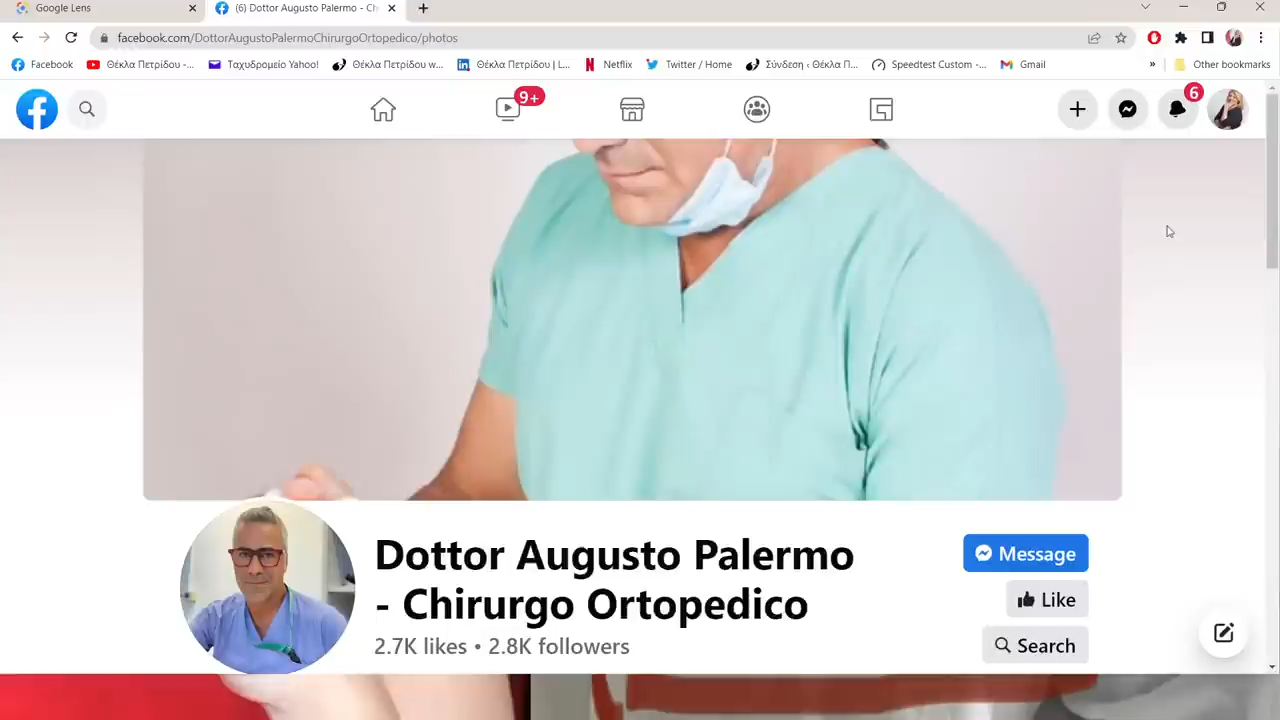 Google Lens
(6) Dottor Augusto Palermo - Ch
facebook.com/DottorAugustoPalermoChirurgoOrtopedico/photos
Facebook
Θέκλα Πετρίδου -...
Ταχυδρομείο Yahoo!
Θέκλα Πετρίδου w...
Θέκλα Πετρίδου | L...
Netflix
Twitter / Home
Σύνδεση ‹ Θέκλα Π...
Speedtest Custom -...
Gmail
»
Other bookmarks
9+
6
Dottor Augusto Palermo
- Chirurgo Ortopedico
2.7K likes • 2.8K followers
Message
Like
Search